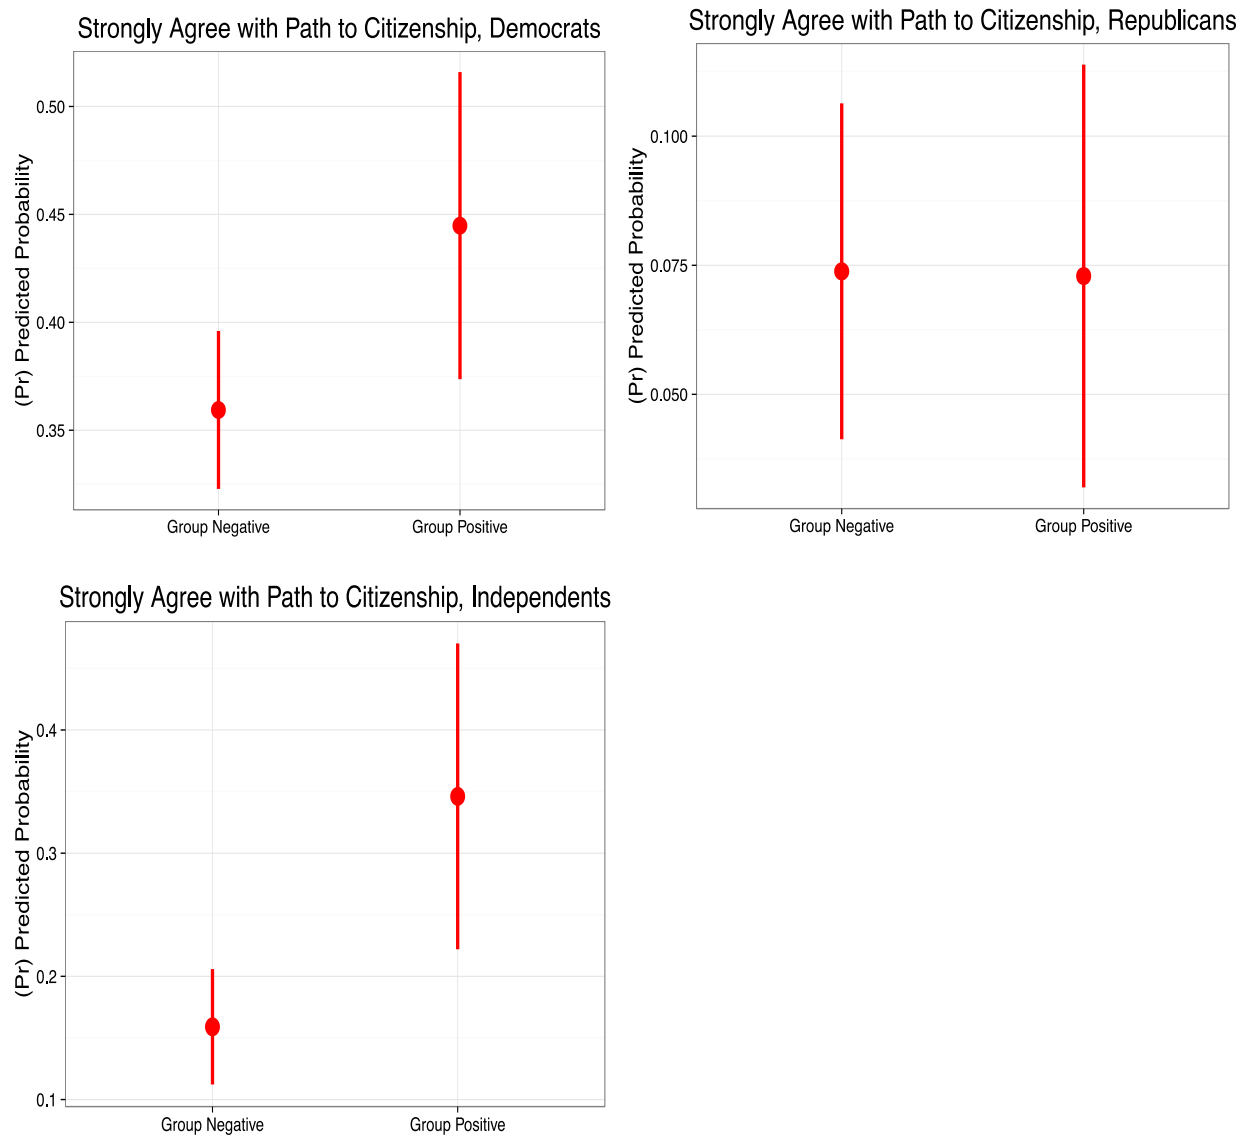 Strongly Agree with Path to Citizenship, Democrats
(Pr) Predicted Probability
0.50
0.45
0.40
0.35
Group Negative
Group Positive
Strongly Agree with Path to Citizenship, Republicans
(Pr) Predicted Probability
0.100
0.075
0.050
Group Negative
Group Positive
Strongly Agree with Path to Citizenship, Independents
(Pr) Predicted Probability
0.4
0.3
0.2
0.1
Group Negative
Group Positive